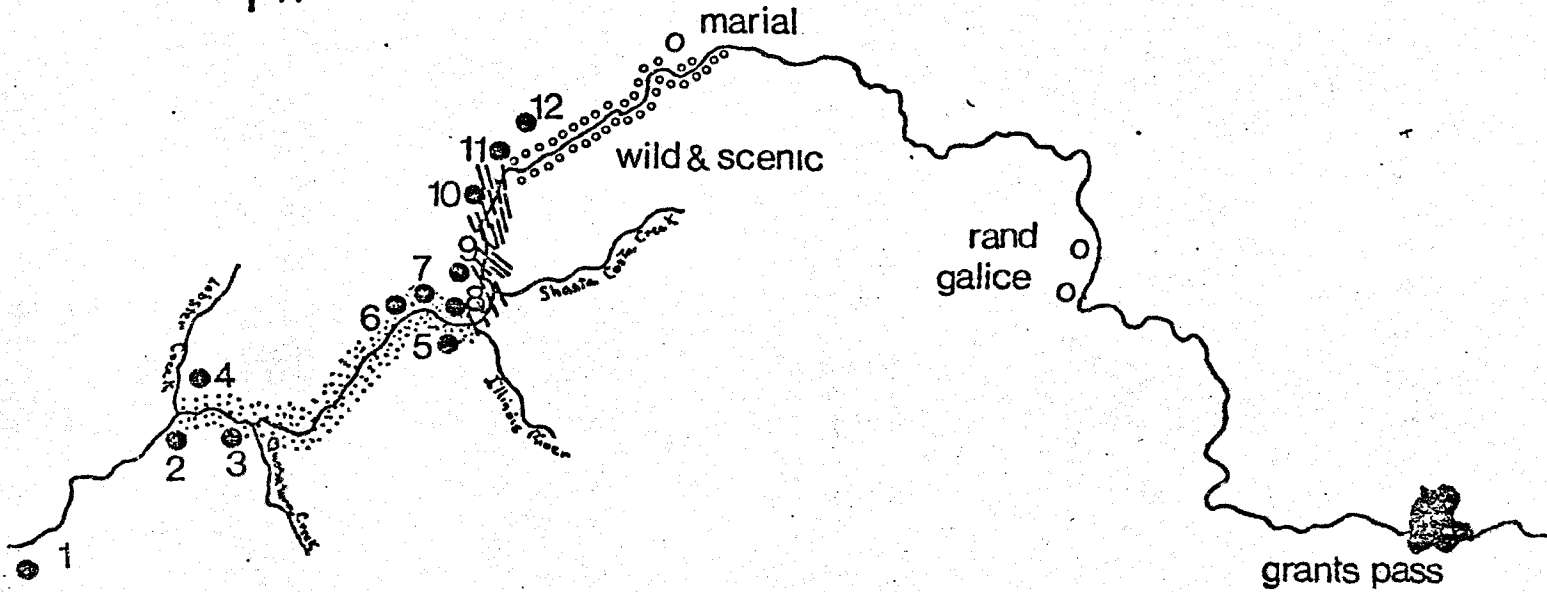 marial
12
11
wild & scenic
10
rand
galice
9
7
8
Shasta Costa Creek
6
5
Lobster Creek
4
Illinois River
2
3
Creek
1
grants pass